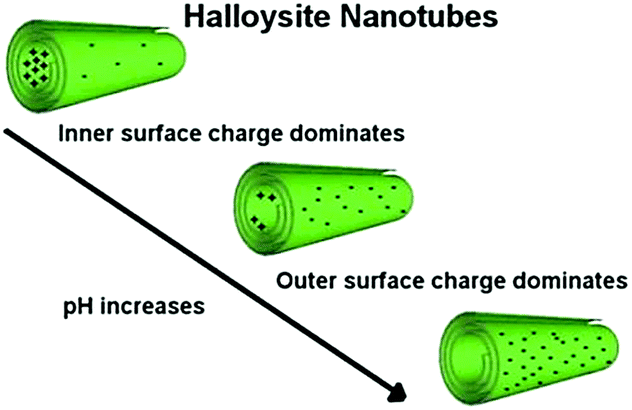 Halloysite Nanotubes
Inner surface charge dominates
Outer surface charge dominates
pH increases